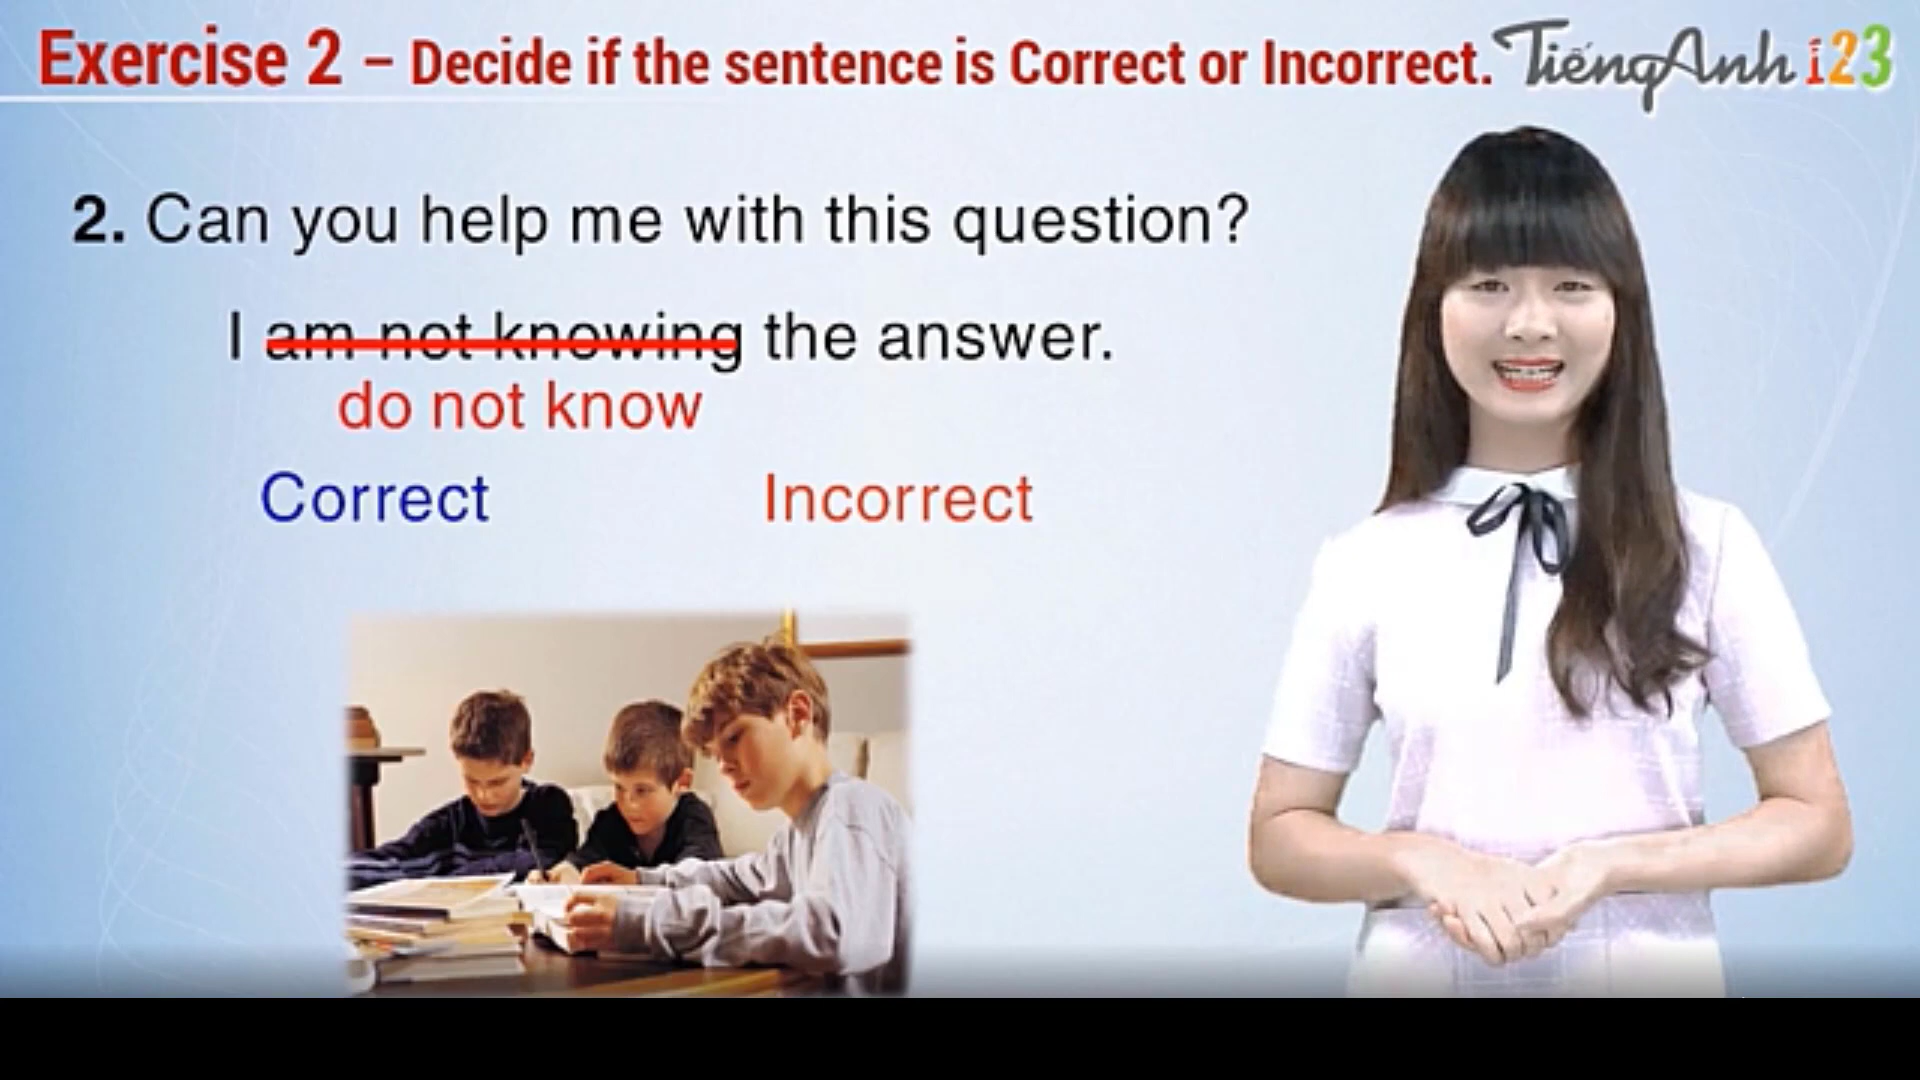 Exercise 2 – Decide if the sentence is Correct or Incorrect.
TiếngAnh123
2. Can you help me with this question?
I am not knowing the answer.
do not know
Correct Incorrect